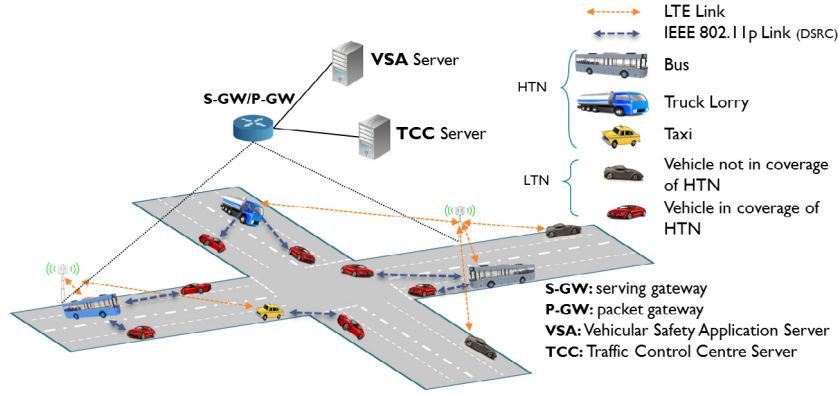 LTE Link
IEEE 802.11p Link (DSRC)
VSA Server
Bus
HTN
S-GW/P-GW
Truck Lorry
TCC Server
Taxi
Vehicle not in coverage
of HTN
LTN
Vehicle in coverage of
HTN
S-GW: serving gateway
P-GW: packet gateway
VSA: Vehicular Safety Application Server
TCC: Traffic Control Centre Server